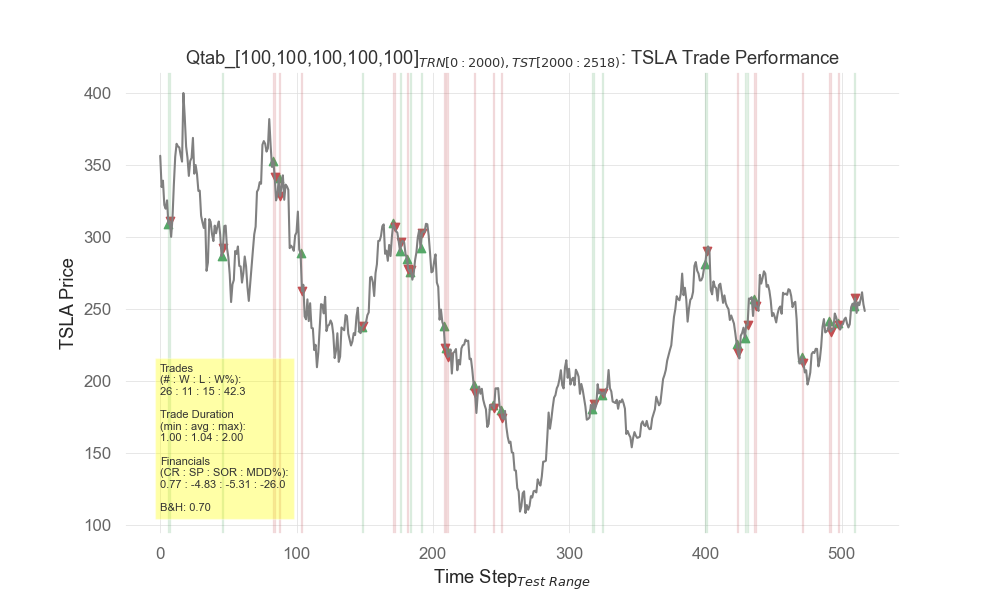 Qtab_[100,100,100,100,100]TRN[0:2000),TST[2000:2518): TSLA Trade Performance
400
350
300
250
200
150
100
TSLA Price
Trades
(# : W : L : W%):
26 : 11 : 15 : 42.3
Trade Duration
(min : avg : max):
1.00 : 1.04 : 2.00
Financials
(CR : SP : SOR : MDD%):
0.77 : -4.83 : -5.31 : -26.0
B&H: 0.70
0 100 200 300 400 500
Time StepTest Range